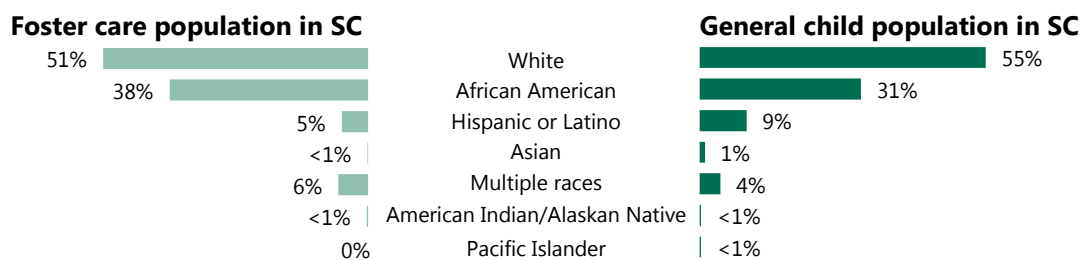 Foster care population in SC General child population in SC
51% White 55%
38% African American 31%
5% Hispanic or Latino 9%
<1% Asian 1%
6% Multiple races 4%
<1% American Indian/Alaskan Native <1%
0% Pacific Islander <1%